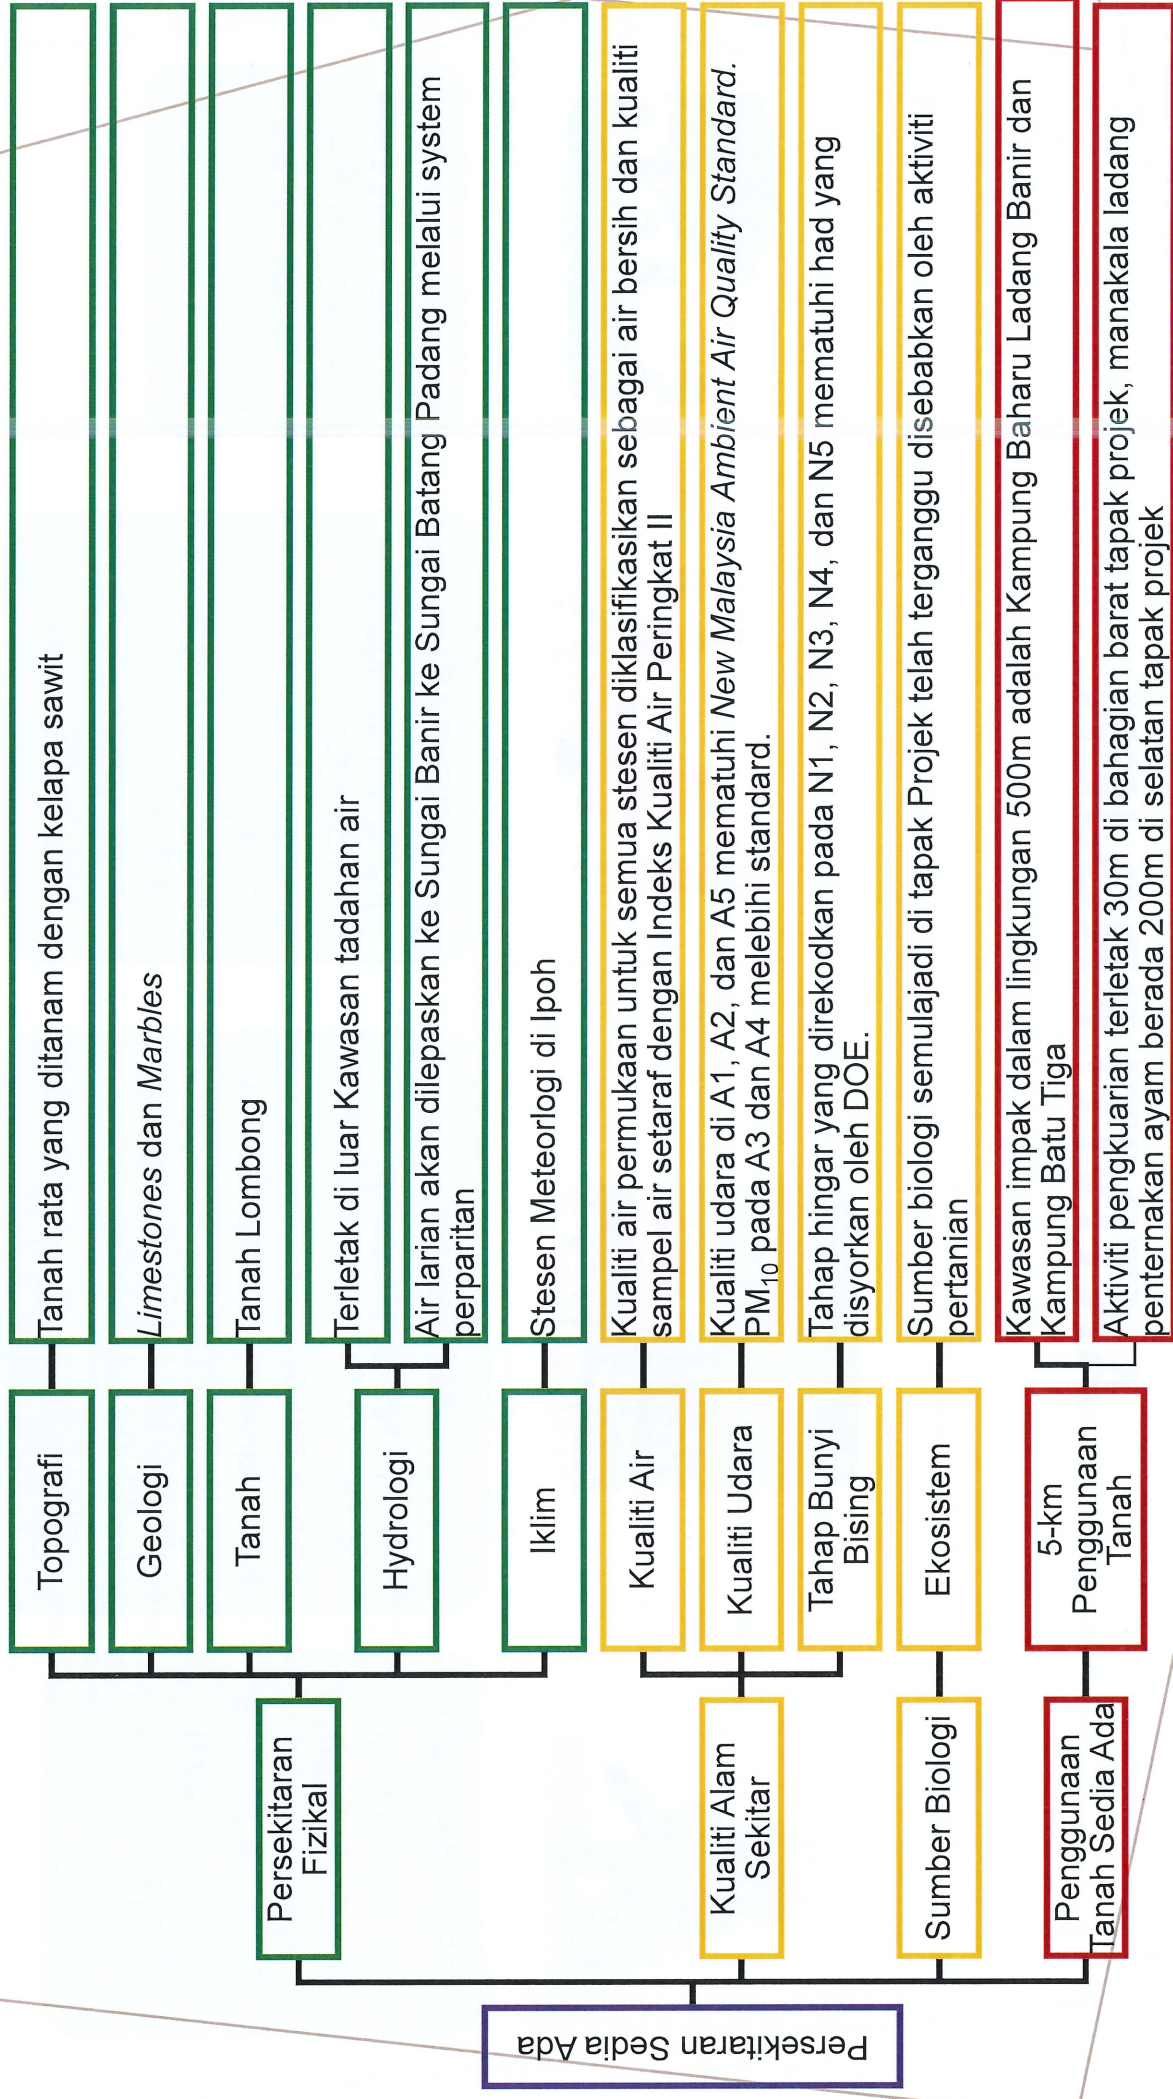 Persekitaran Sedia Ada
Persekitaran
Fizikal
Topografi
Tanah rata yang ditanam dengan kelapa sawit
Geologi
Limestones dan Marbles
Tanah
Tanah Lombong
Hydrologi
Terletak di luar Kawasan tadahan air
Air larian akan dilepaskan ke Sungai Banir ke Sungai Batang Padang melalui system
perparitan
Iklim
Stesen Meteorlogi di Ipoh
Kualiti Alam
Sekitar
Kualiti Air
Kualiti air permukaan untuk semua stesen diklasifikasikan sebagai air bersih dan kualiti
sampel air setaraf dengan Indeks Kualiti Air Peringkat II
Kualiti Udara
Kualiti udara di A1, A2, dan A5 mematuhi New Malaysia Ambient Air Quality Standard.
PM10 pada A3 dan A4 melebihi standard.
Tahap Bunyi
Bising
Tahap hingar yang direkodkan pada N1, N2, N3, N4, dan N5 mematuhi had yang
disyorkan oleh DOE.
Sumber Biologi
Ekosistem
Sumber biologi semulajadi di tapak Projek telah terganggu disebabkan oleh aktiviti
pertanian
Penggunaan
Tanah Sedia Ada
5-km
Penggunaan
Tanah
Kawasan impak dalam lingkungan 500m adalah Kampung Baharu Ladang Banir dan
Kampung Batu Tiga
Aktiviti pengkuarian terletak 30m di bahagian barat tapak projek, manakala ladang
penternakan ayam berada 200m di selatan tapak projek